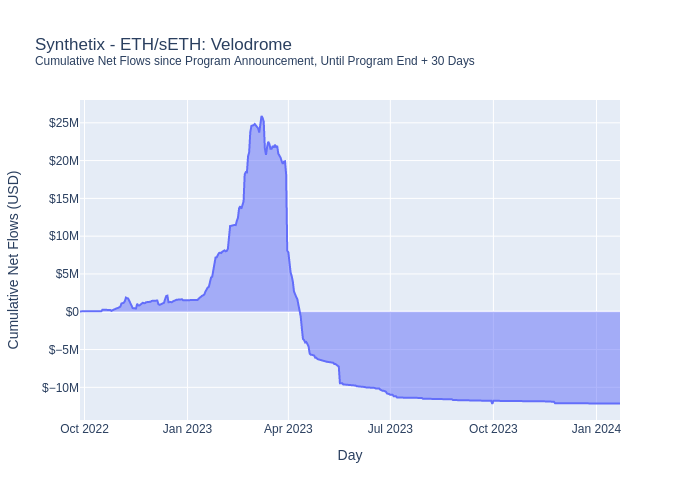 Synthetix - ETH/sETH: Velodrome
Cumulative Net Flows since Program Announcement, Until Program End + 30 Days
Cumulative Net Flows (USD)
$25M
$20M
$15M
$10M
$5M
$0
$−5M
$−10M
Oct 2022
Jan 2023
Apr 2023
Jul 2023
Oct 2023
Jan 2024
Day